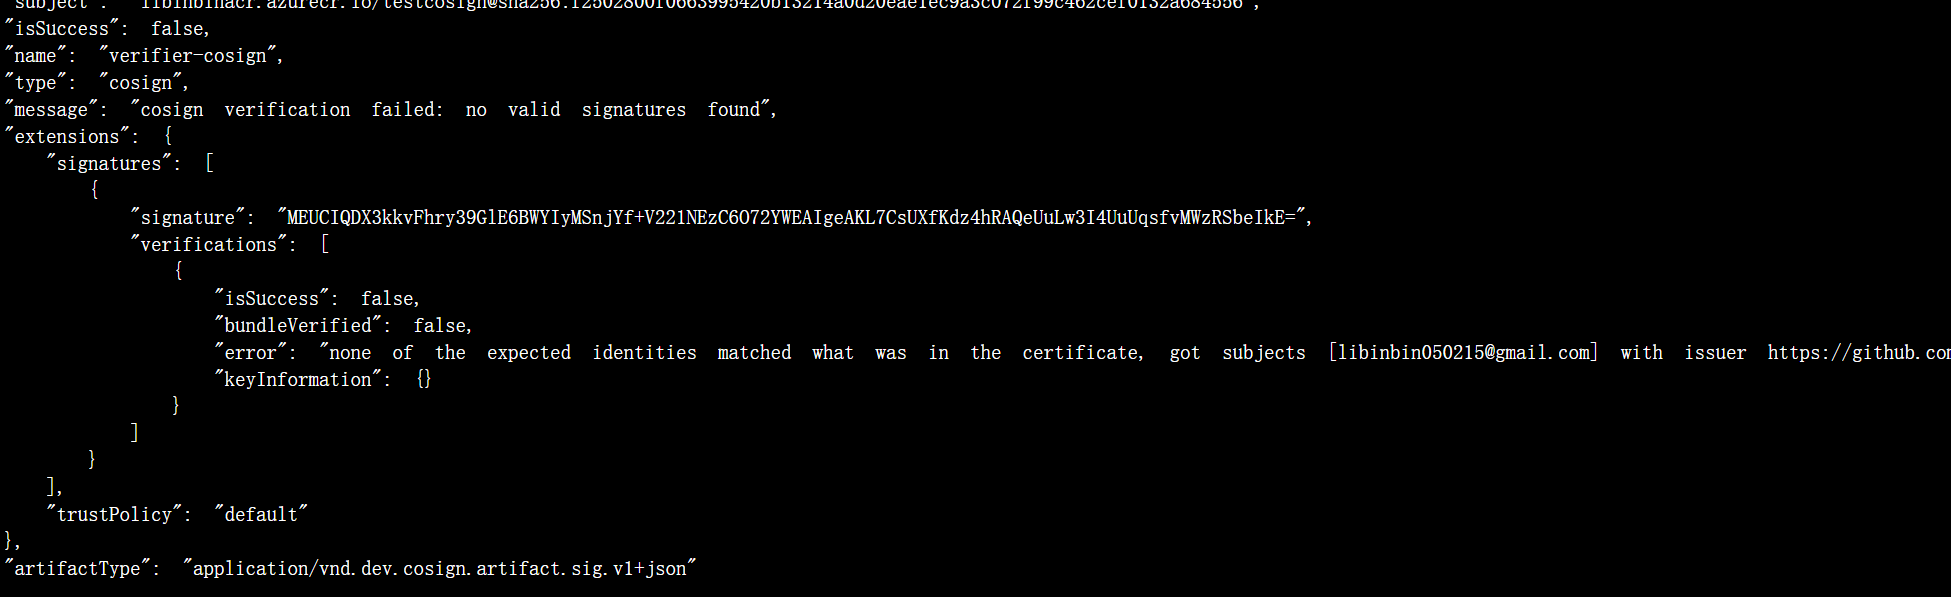 "isSuccess": false,
"name": "verifier-cosign",
"type": "cosign",
"message": "cosign verification failed: no valid signatures found",
"extensions": {
"signatures": [
{
"signature": "MEUCIQDX3kkvFhry39GlE6BWYIyMSnjYf+V221NEzC6O72YWEAIgeAKL7CsUXfKdz4hRAQeUuLw3I4UuUqsfvMWzRSbeIkE=",
"verifications": [
{
"isSuccess": false,
"bundleVerified": false,
"error": "none of the expected identities matched what was in the certificate, got subjects [libinbin050215@gmail.com] with issuer https://github.co
"keyInformation": {}
}
]
}
],
"trustPolicy": "default"
},
"artifactType": "application/vnd.dev.cosign.artifact.sig.v1+json"